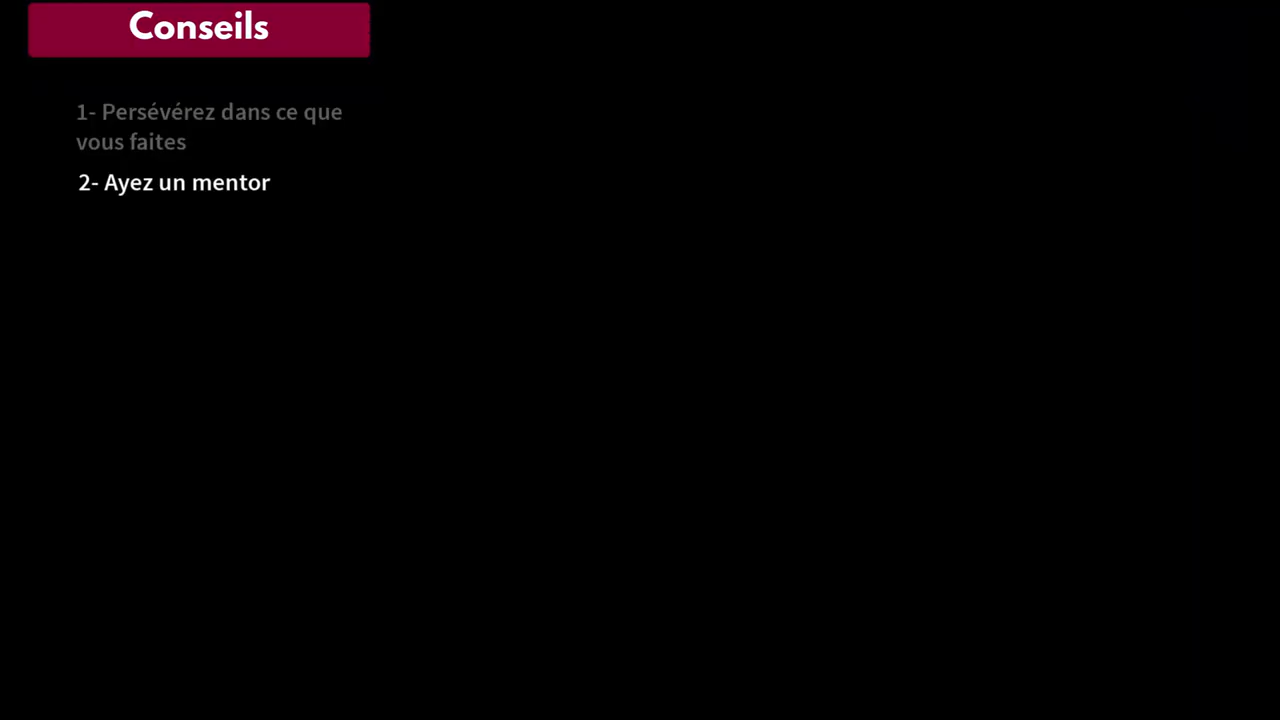 Conseils
1- Persévérez dans ce que
vous faites
2- Ayez un mentor